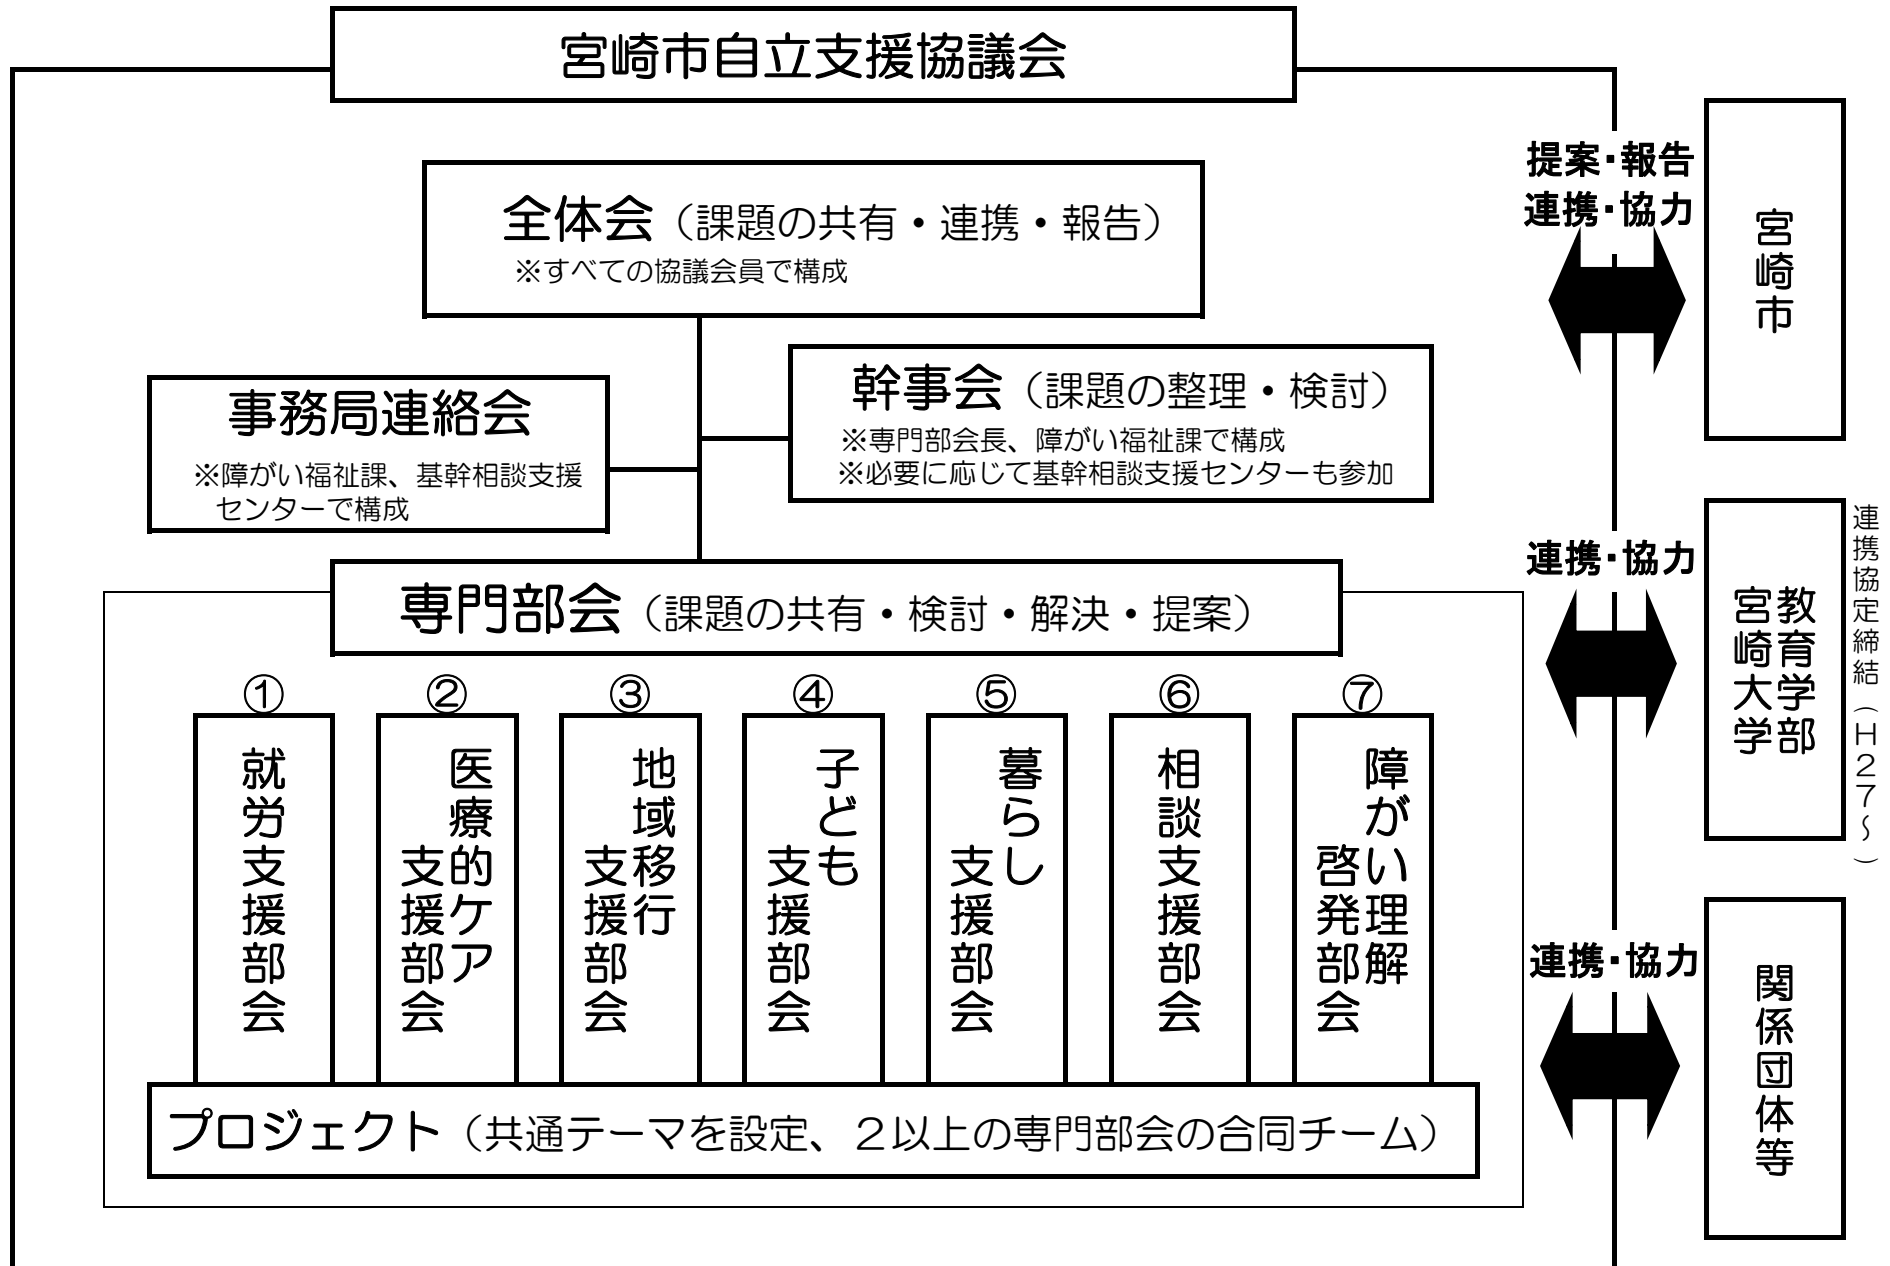 宮崎市自立支援協議会
全体会（課題の共有・連携・報告）
※すべての協議会員で構成
事務局連絡会
※障がい福祉課、基幹相談支援
センターで構成
幹事会（課題の整理・検討）
※専門部会長、障がい福祉課で構成
※必要に応じて基幹相談支援センターも参加
専門部会（課題の共有・検討・解決・提案）
①
就労支援部会
②
医療的ケア
支援部会
③
地域移行
支援部会
④
子ども
支援部会
⑤
暮らし
支援部会
⑥
相談支援部会
⑦
障がい理解
啓発部会
プロジェクト（共通テーマを設定、２以上の専門部会の合同チーム）
提案・報告
連携・協力
宮崎市
連携・協力
宮崎大学
教育学部
連携協定締結（Ｈ２７～）
連携・協力
関係団体等